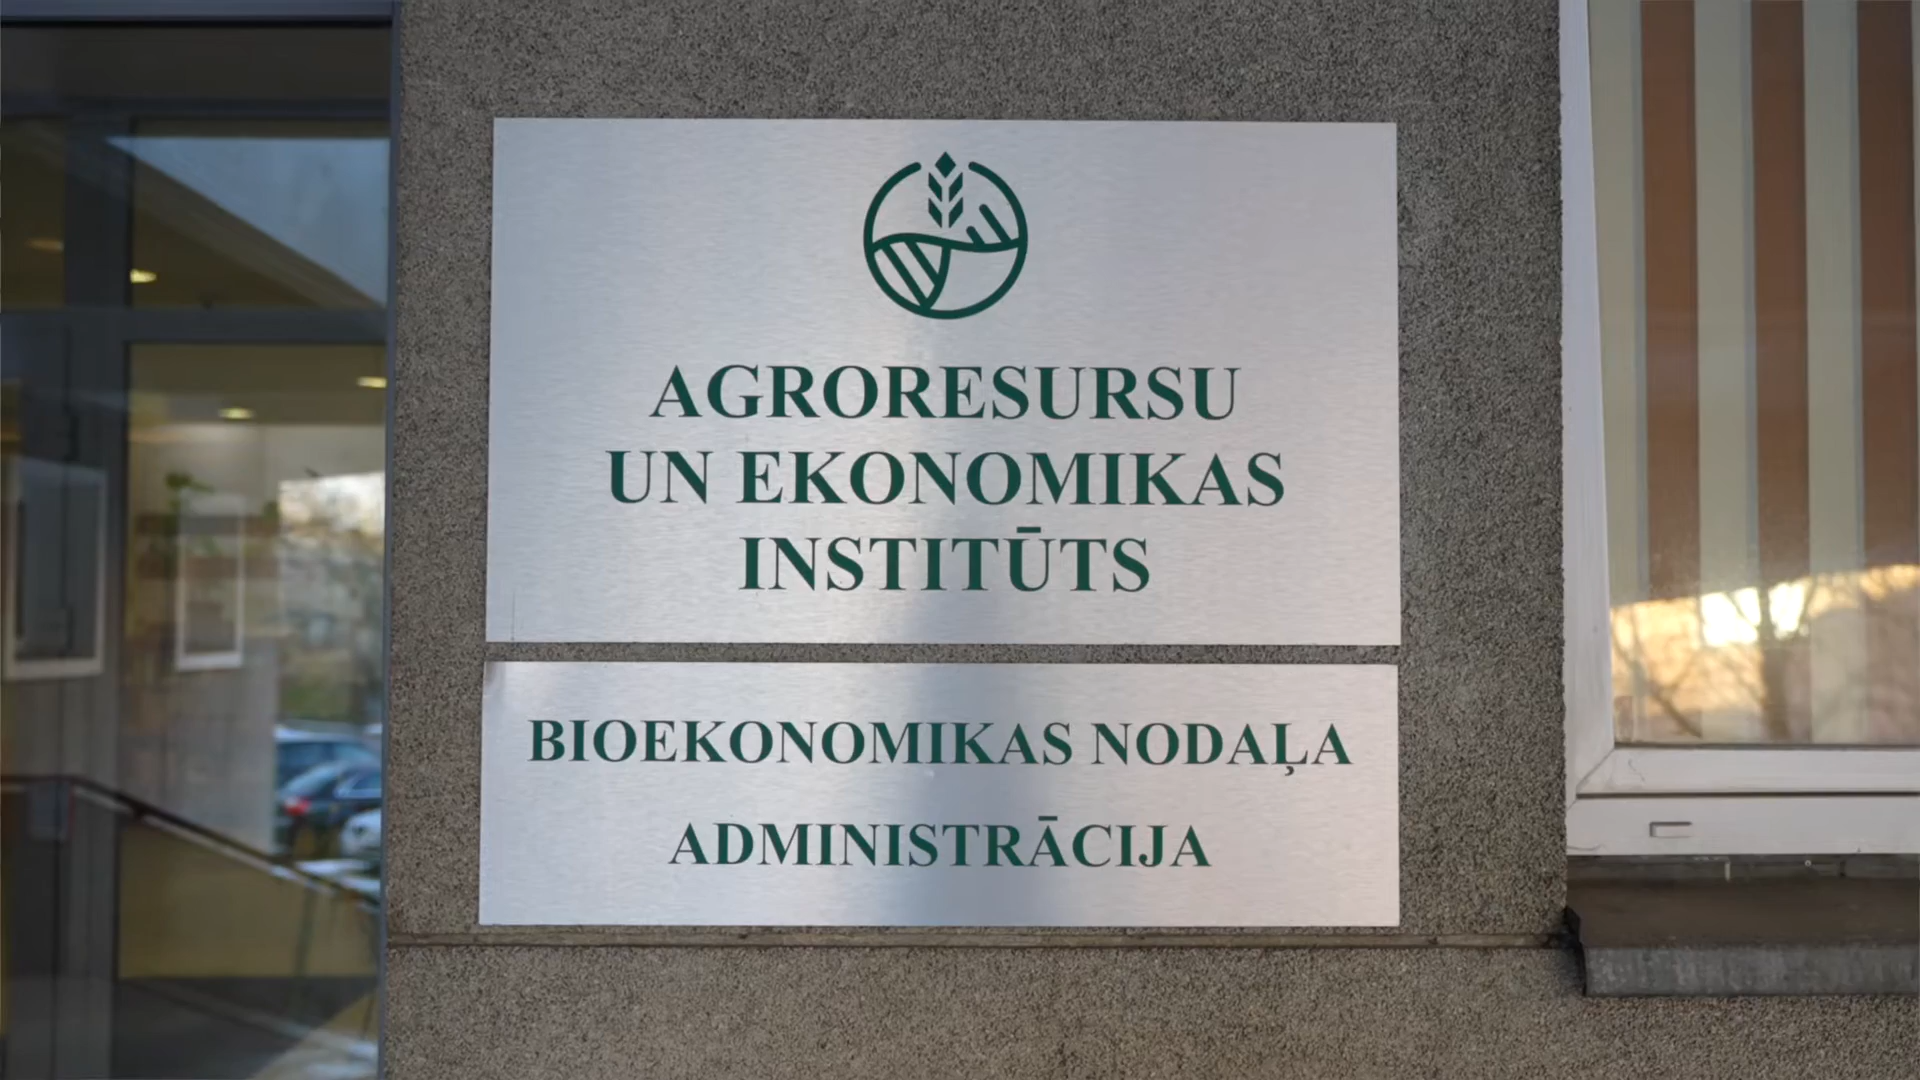 AGRORESURSU
UN EKONOMIKAS
INSTITŪTS
BIOEKONOMIKAS NODAĻA
ADMINISTRĀCIJA